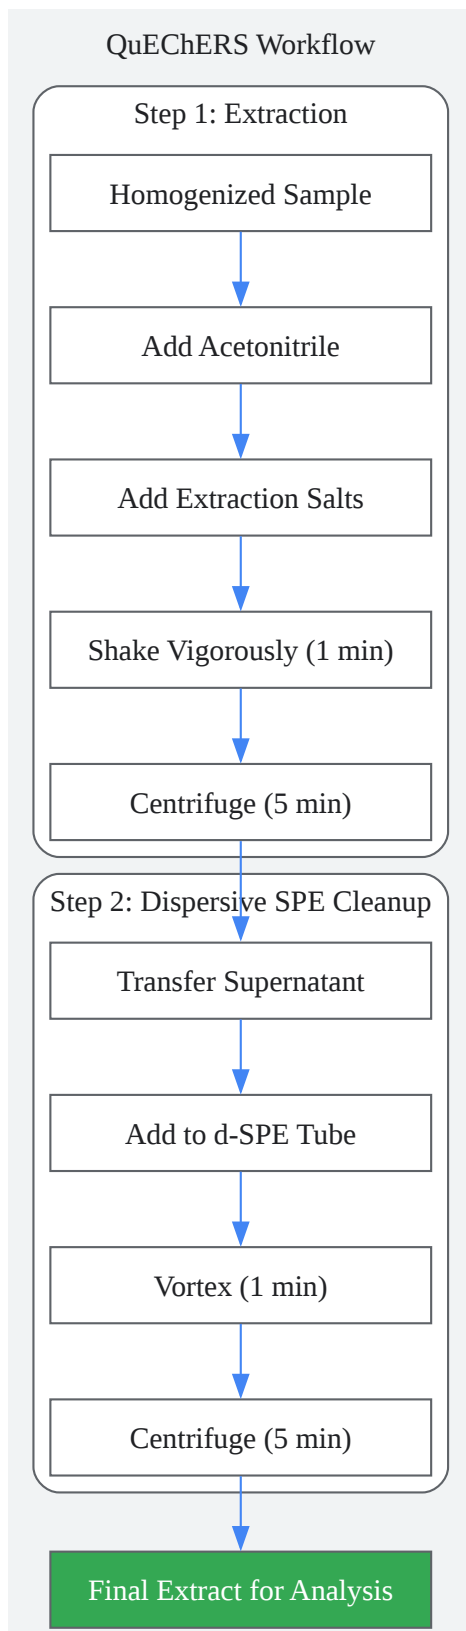 QuEChERS Workflow
Step 1: Extraction
Homogenized Sample
Add Acetonitrile
Add Extraction Salts
Shake Vigorously (1 min)
Centrifuge (5 min)
Step 2: Dispersive SPE Cleanup
Transfer Supernatant
Add to d-SPE Tube
Vortex (1 min)
Centrifuge (5 min)
Final Extract for Analysis